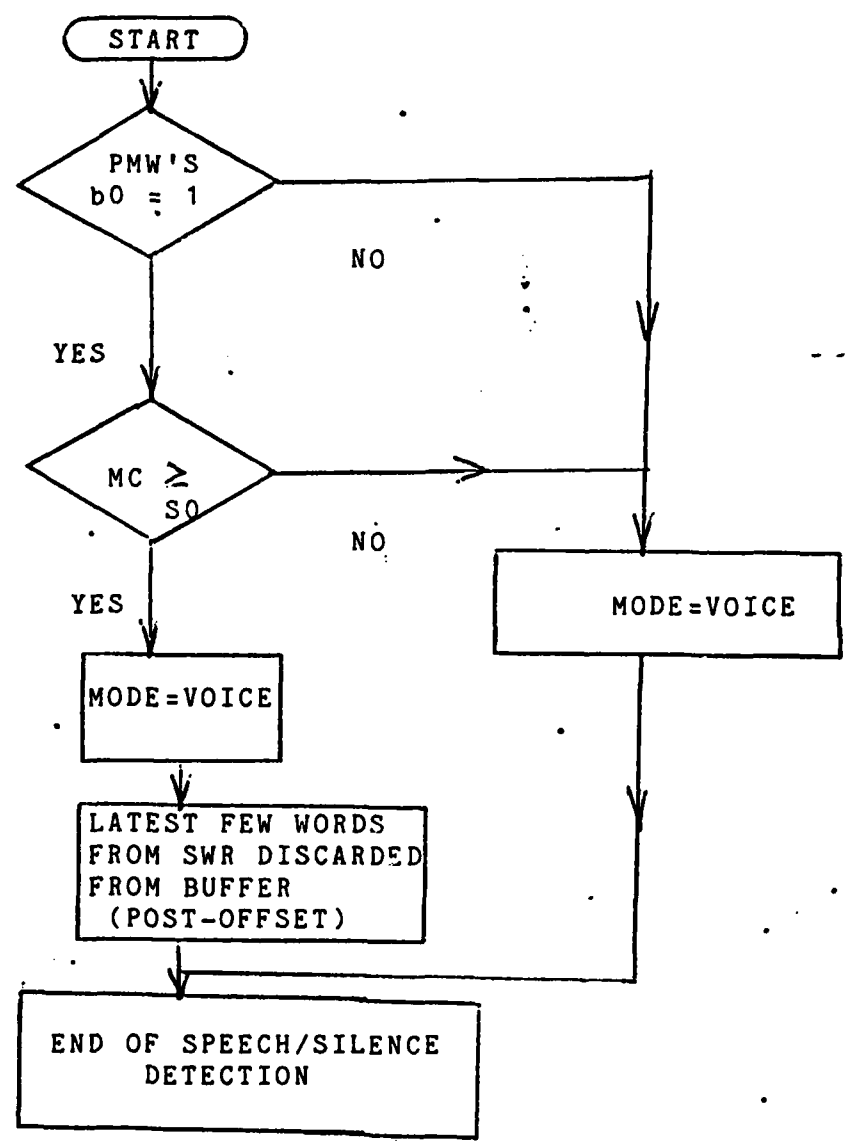 START
PMW'S
b0 = 1
NO
YES
MC ≥
S0
NO
YES
MODE=VOICE
MODE=VOICE
LATEST FEW WORDS
FROM SWR DISCARDED
FROM BUFFER
(POST-OFFSET)
END OF SPEECH/SILENCE
DETECTION